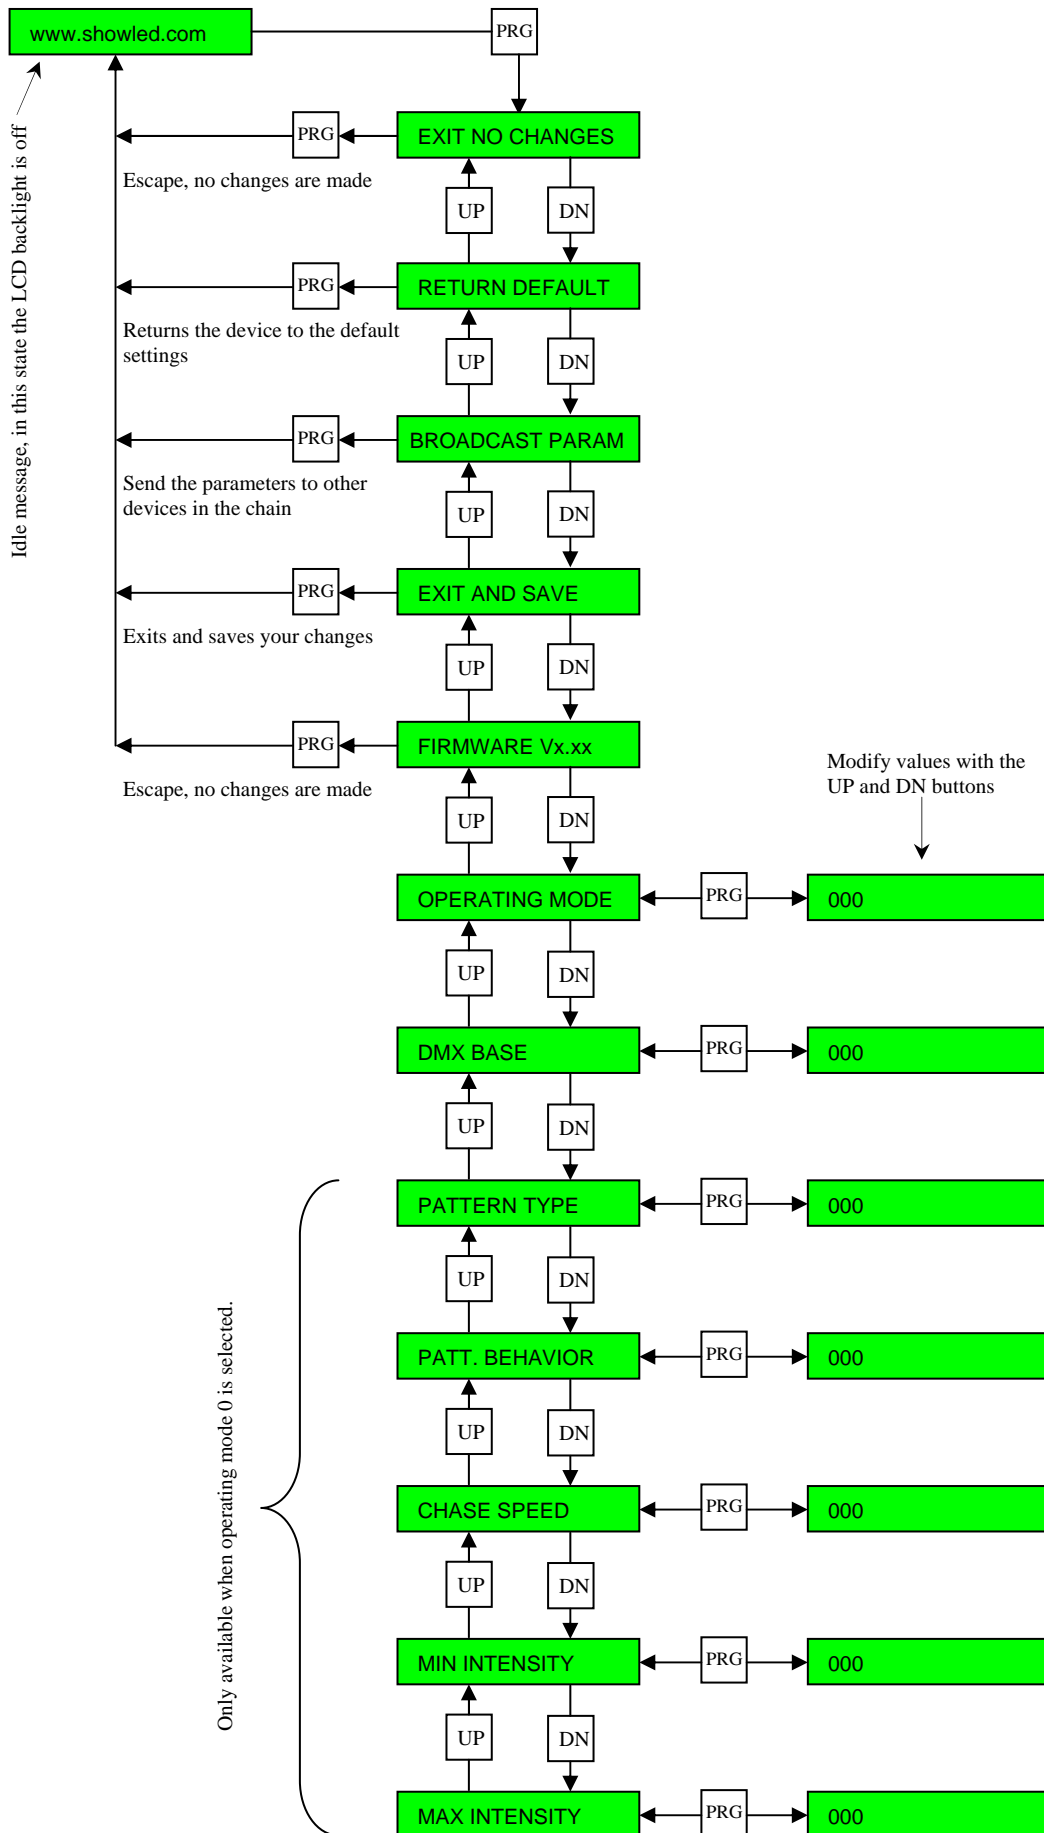 www.showled.com
PRG
Idle message, in this state the LCD backlight is off
PRG
EXIT NO CHANGES
Escape, no changes are made
UP
DN
PRG
RETURN DEFAULT
Returns the device to the default
settings
UP
DN
PRG
BROADCAST PARAM
Send the parameters to other
devices in the chain
UP
DN
PRG
EXIT AND SAVE
Exits and saves your changes
UP
DN
PRG
FIRMWARE Vx.xx
Escape, no changes are made
Modify values with the
UP and DN buttons
UP
DN
OPERATING MODE
PRG
000
UP
DN
DMX BASE
PRG
000
UP
DN
Only available when operating mode 0 is selected.
PATTERN TYPE
PRG
000
UP
DN
PATT. BEHAVIOR
PRG
000
UP
DN
CHASE SPEED
PRG
000
UP
DN
MIN INTENSITY
PRG
000
UP
DN
MAX INTENSITY
PRG
000